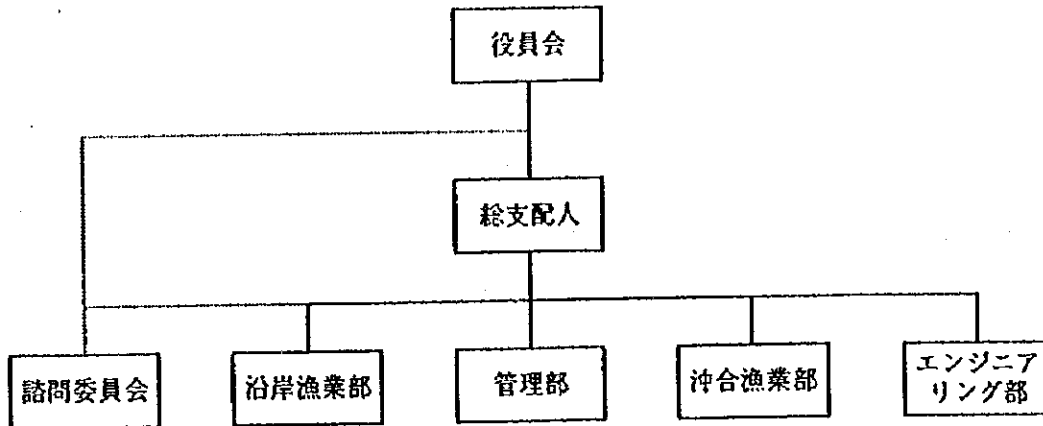 役員会
総支配人
諮問委員会
沿岸漁業部
管理部
沖合漁業部
エンジニア
リング部